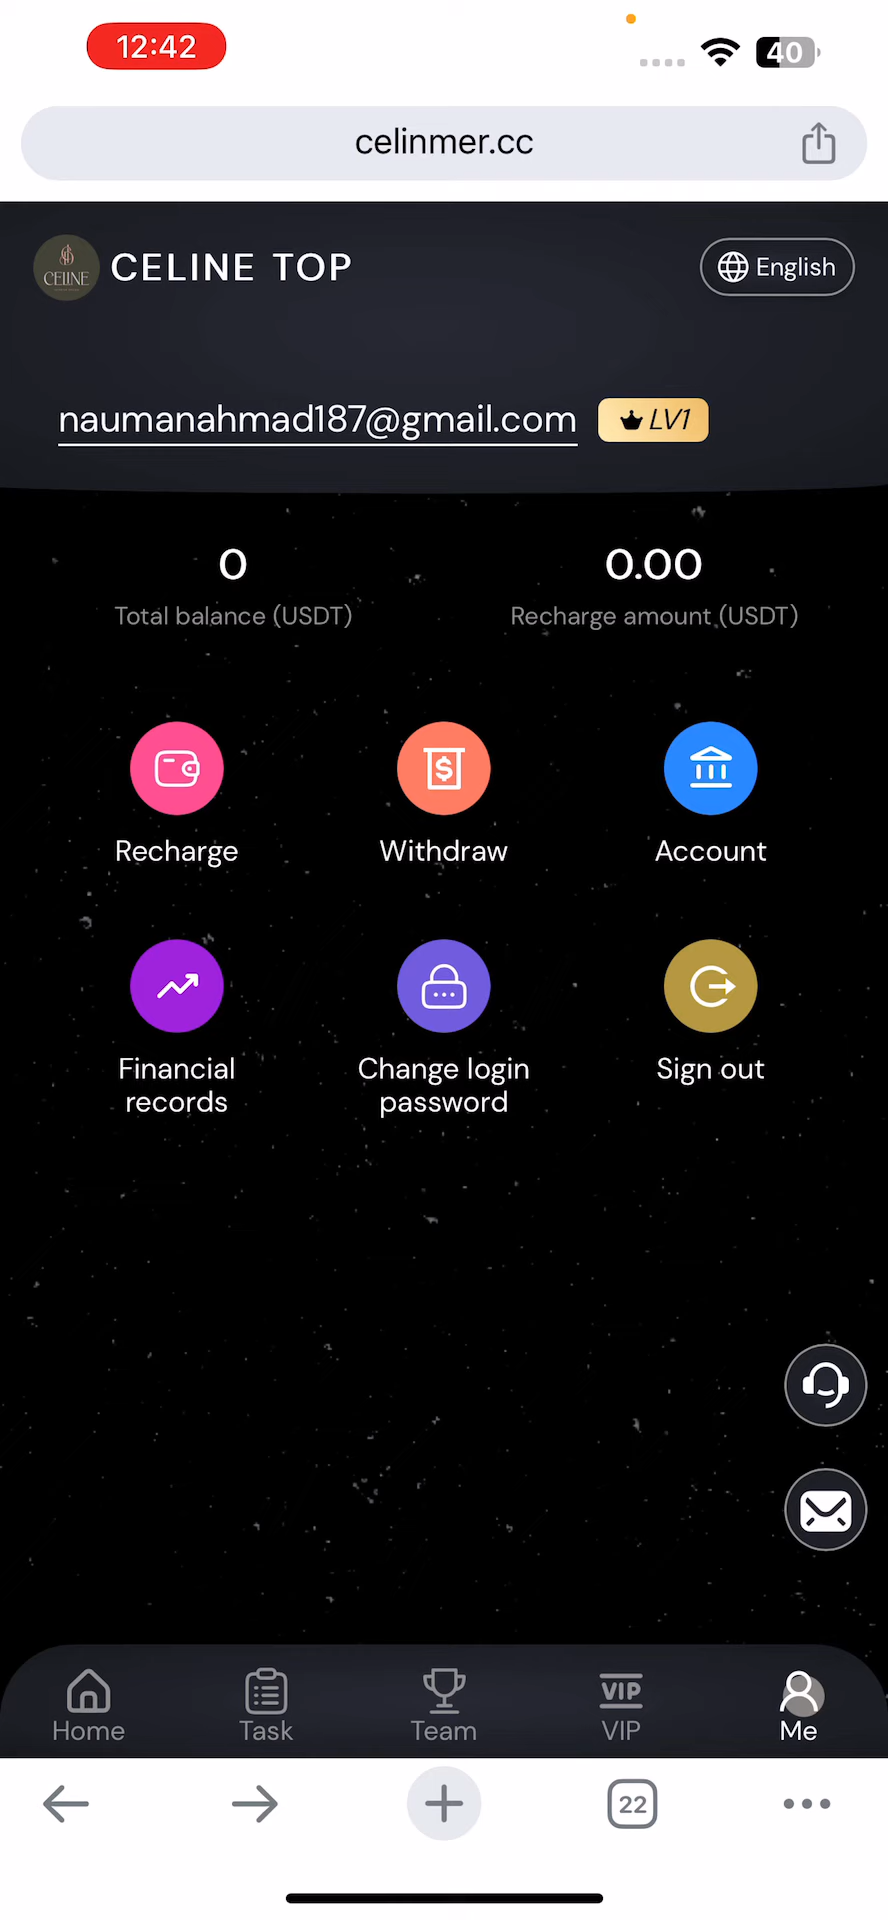 12:42
40
celinmer.cc
CELINE
CELINE TOP
English
naumanahmad187@gmail.com
LV1
0
0.00
Total balance (USDT)
Recharge amount (USDT)
Recharge
Withdraw
Account
Financial
records
Change login
password
Sign out
VIP
Home
Task
Team
VIP
Me
22